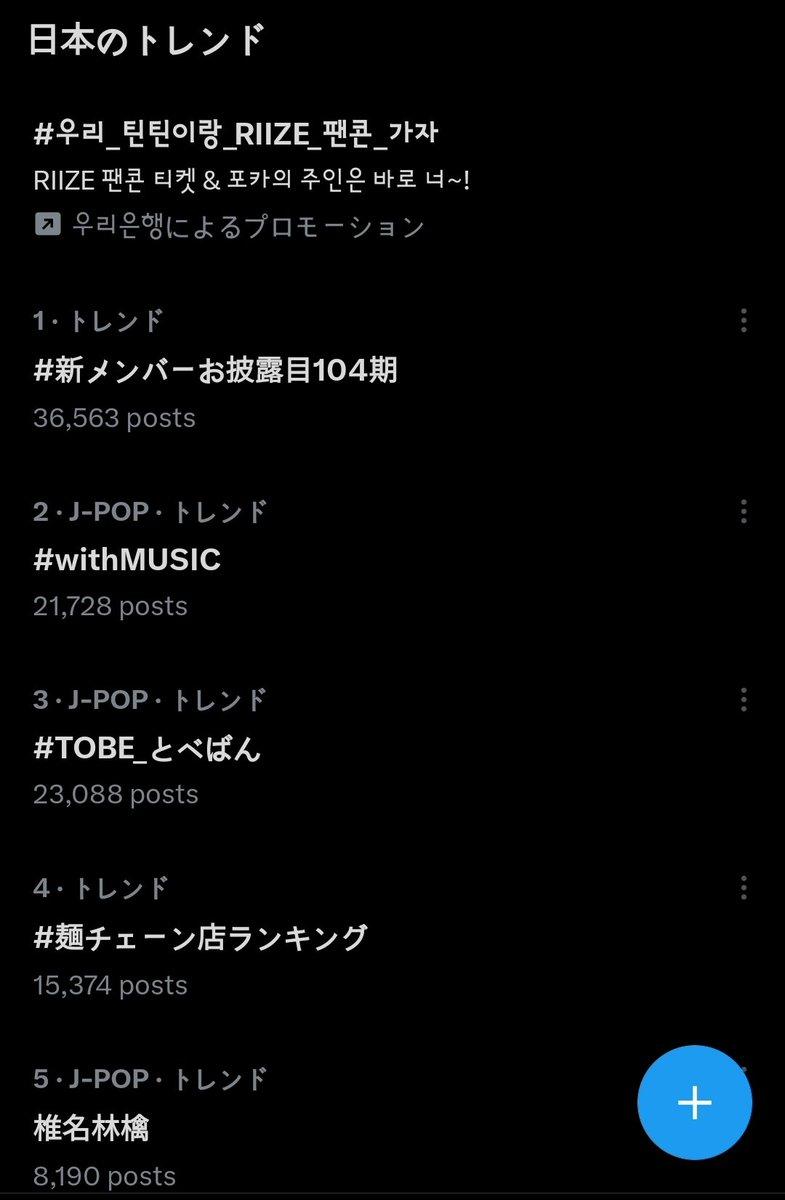 日本のトレンド
#우리_틴틴이랑_RIIZE_팬콘_가자
RIIZE 팬콘 티켓 & 포카의 주인은 바로 너~!
우리은행によるプロモーション
1 · トレンド
#新メンバーお披露目104期
36,563 posts
2 · J-POP · トレンド
#withMUSIC
21,728 posts
3 · J-POP · トレンド
#TOBE_とべばん
23,088 posts
4 · トレンド
#麺チェーン店ランキング
15,374 posts
5 · J-POP · トレンド
椎名林檎
8,190 posts